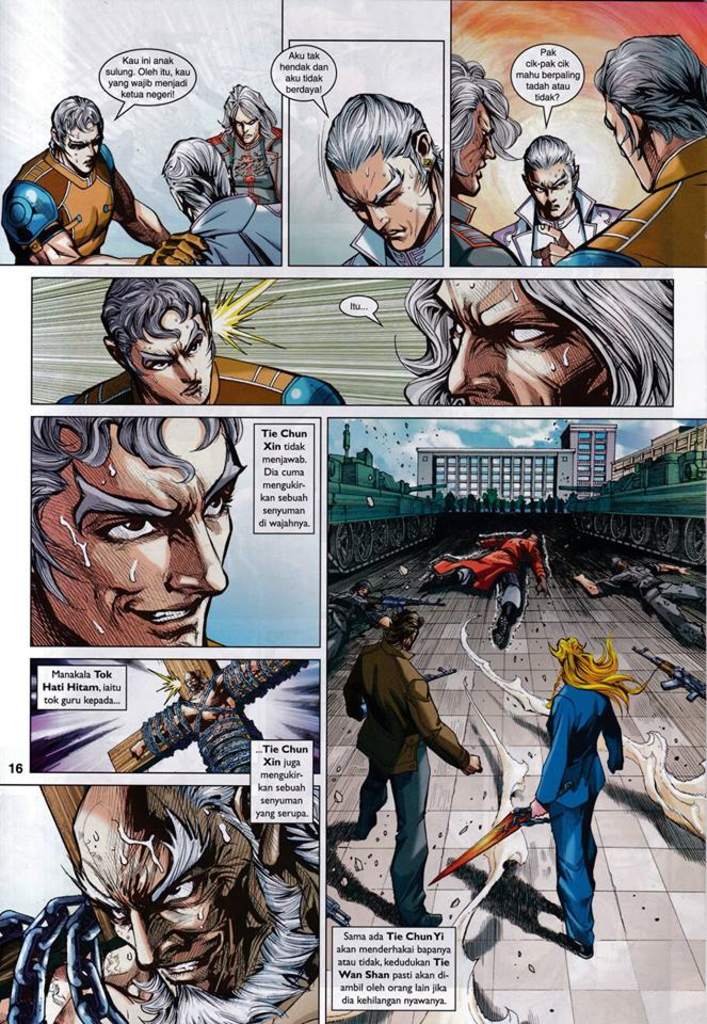 Kau ini anak
sulung. Oleh itu, kau
yang wajib menjadi
ketua negeri!
Aku tak
hendak dan
aku tidak
berdaya!
Pak
cik-pak cik
mahu berpaling
tadah atau
tidak?
Itu...
Tie Chun
Xin tidak
menjawab.
Dia cuma
mengukir-
kan sebuah
senyuman
di wajahnya.
Manakala Tok
Hati Hitam, iaitu
tok guru kepada...
...Tie Chun
Xin juga
mengukir-
kan sebuah
senyuman
yang serupa.
Sama ada Tie Chun Yi
akan menderhakai bapanya
atau tidak, kedudukan Tie
Wan Shan pasti akan di-
ambil oleh orang lain jika
dia kehilangan nyawanya.
16